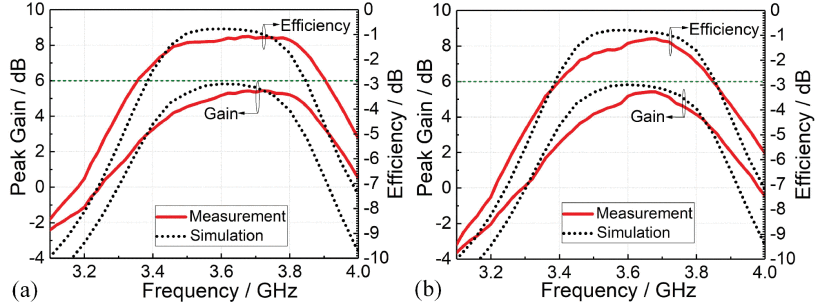 10
8
6
4
2
0
-2
-4
Peak Gain / dB
0
-1
-2
-3
-4
-5
-6
-7
-8
-9
-10
Efficiency / dB
Efficiency
Gain
Measurement
Simulation
3.2 3.4 3.6 3.8 4.0
Frequency / GHz
(a)
10
8
6
4
2
0
-2
-4
Peak Gain / dB
0
-1
-2
-3
-4
-5
-6
-7
-8
-9
-10
Efficiency / dB
Efficiency
Gain
Measurement
Simulation
3.2 3.4 3.6 3.8 4.0
Frequency / GHz
(b)